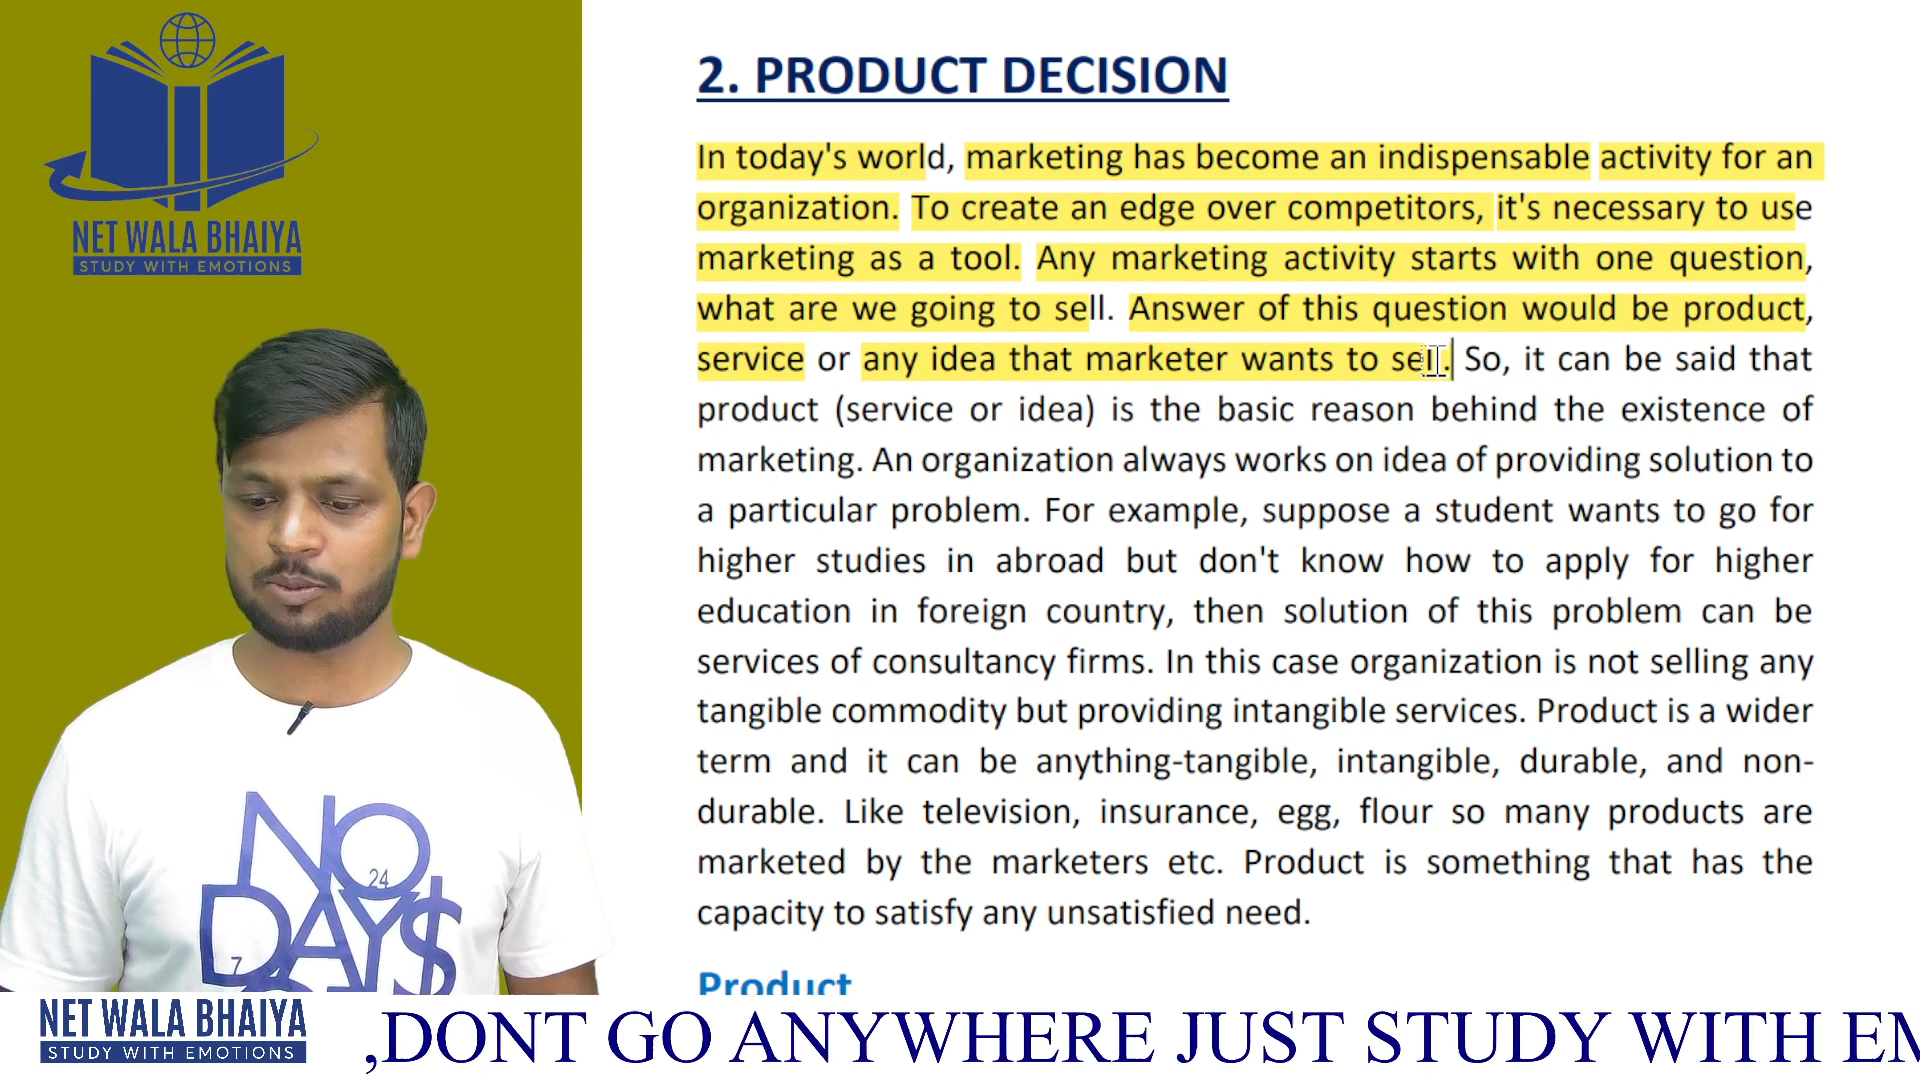 NET WALA BHAIYA
STUDY WITH EMOTIONS
2. PRODUCT DECISION
In today's world, marketing has become an indispensable activity for an
organization. To create an edge over competitors, it's necessary to use
marketing as a tool. Any marketing activity starts with one question,
what are we going to sell. Answer of this question would be product,
service or any idea that marketer wants to sell. So, it can be said that
product (service or idea) is the basic reason behind the existence of
marketing. An organization always works on idea of providing solution to
a particular problem. For example, suppose a student wants to go for
higher studies in abroad but don't know how to apply for higher
education in foreign country, then solution of this problem can be
services of consultancy firms. In this case organization is not selling any
tangible commodity but providing intangible services. Product is a wider
term and it can be anything-tangible, intangible, durable, and non-
durable. Like television, insurance, egg, flour so many products are
marketed by the marketers etc. Product is something that has the
capacity to satisfy any unsatisfied need.
Product
NO
24
DAY$
7
NET WALA BHAIYA
STUDY WITH EMOTIONS
,DONT GO ANYWHERE JUST STUDY WITH